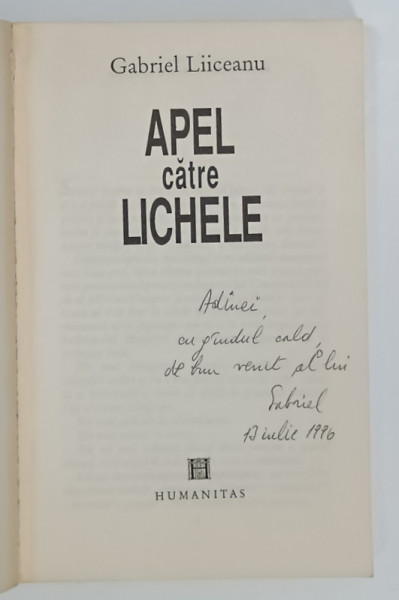 Gabriel Liiceanu
APEL
către
LICHELE
Adinei,
cu gîndul cald,
de bun venit al lui
Gabriel
13 iulie 1996
HUMANITAS